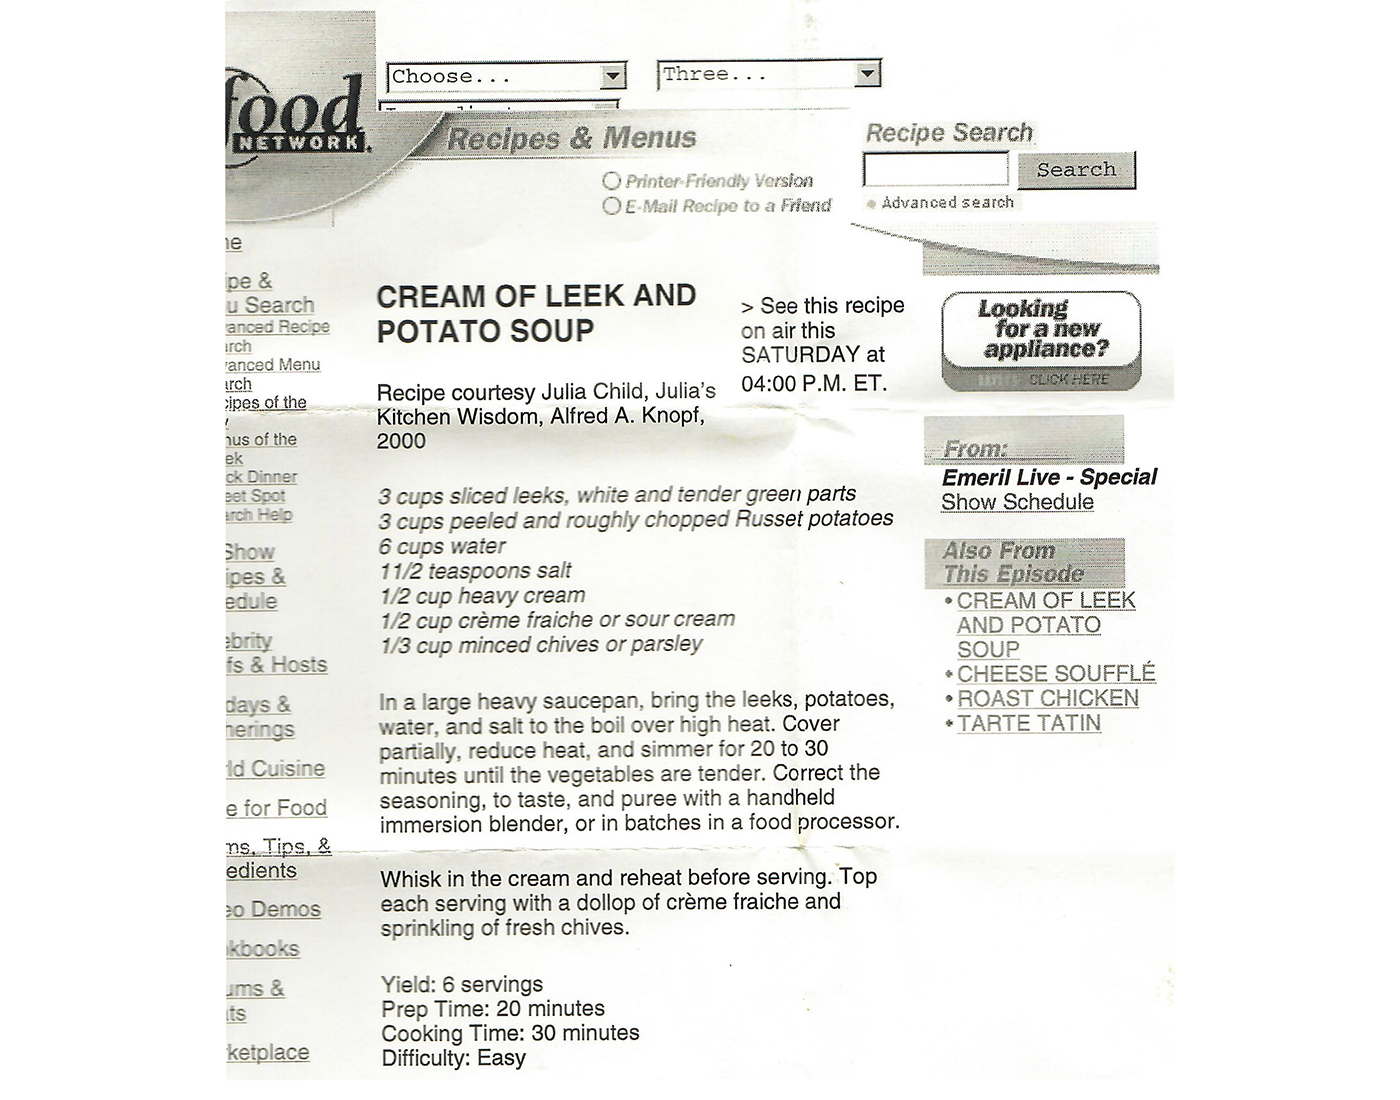 food
NETWORK
Choose...
Three...
Recipes & Menus
Printer-Friendly Version
E-Mail Recipe to a Friend
Recipe Search
Search
Advanced search
me
ipe &
u Search
vanced Recipe
arch
vanced Menu
arch
cipes of the
y
nus of the
ek
ck Dinner
eet Spot
arch Help
Show
ipes &
edule
ebrity
fs & Hosts
days &
herings
ld Cuisine
e for Food
ms, Tips, &
edients
eo Demos
kbooks
ums &
ts
ketplace
CREAM OF LEEK AND
POTATO SOUP
> See this recipe
on air this
SATURDAY at
04:00 P.M. ET.
Recipe courtesy Julia Child, Julia's
Kitchen Wisdom, Alfred A. Knopf,
2000
3 cups sliced leeks, white and tender green parts
3 cups peeled and roughly chopped Russet potatoes
6 cups water
1 1/2 teaspoons salt
1/2 cup heavy cream
1/2 cup crème fraiche or sour cream
1/3 cup minced chives or parsley
In a large heavy saucepan, bring the leeks, potatoes,
water, and salt to the boil over high heat. Cover
partially, reduce heat, and simmer for 20 to 30
minutes until the vegetables are tender. Correct the
seasoning, to taste, and puree with a handheld
immersion blender, or in batches in a food processor.
Whisk in the cream and reheat before serving. Top
each serving with a dollop of crème fraiche and
sprinkling of fresh chives.
Yield: 6 servings
Prep Time: 20 minutes
Cooking Time: 30 minutes
Difficulty: Easy
Looking
for a new
appliance?
CLICK HERE
From:
Emeril Live - Special
Show Schedule
Also From
This Episode
• CREAM OF LEEK
AND POTATO
SOUP
• CHEESE SOUFFLÉ
• ROAST CHICKEN
• TARTE TATIN